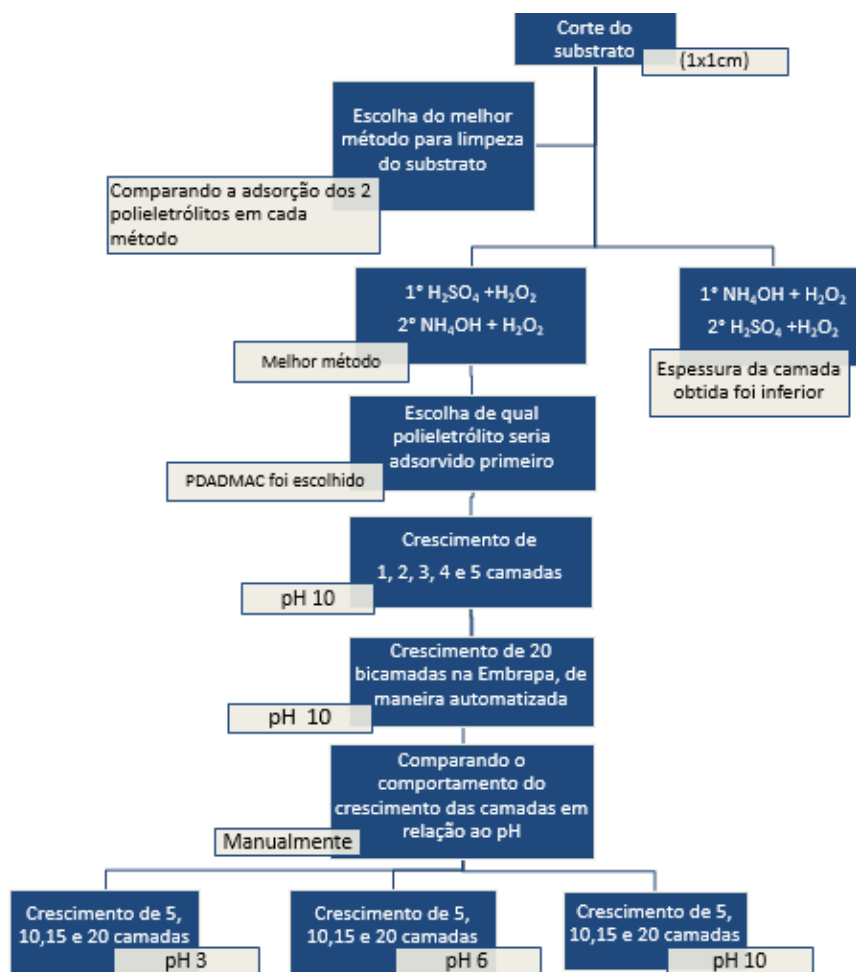 Corte do
substrato
(1x1cm)
Escolha do melhor
método para limpeza
do substrato
Comparando a adsorção dos 2
polieletrólitos em cada
método
1° H₂SO₄ +H₂O₂
2° NH₄OH + H₂O₂
Melhor método
1° NH₄OH + H₂O₂
2° H₂SO₄ +H₂O₂
Espessura da camada
obtida foi inferior
Escolha de qual
polieletrólito seria
adsorvido primeiro
PDADMAC foi escolhido
Crescimento de
1, 2, 3, 4 e 5 camadas
pH 10
Crescimento de 20
bicamadas na Embrapa, de
maneira automatizada
pH 10
Comparando o
comportamento do
crescimento das camadas em
relação ao pH
Manualmente
Crescimento de 5,
10,15 e 20 camadas
pH 3
Crescimento de 5,
10,15 e 20 camadas
pH 6
Crescimento de 5,
10,15 e 20 camadas
pH 10